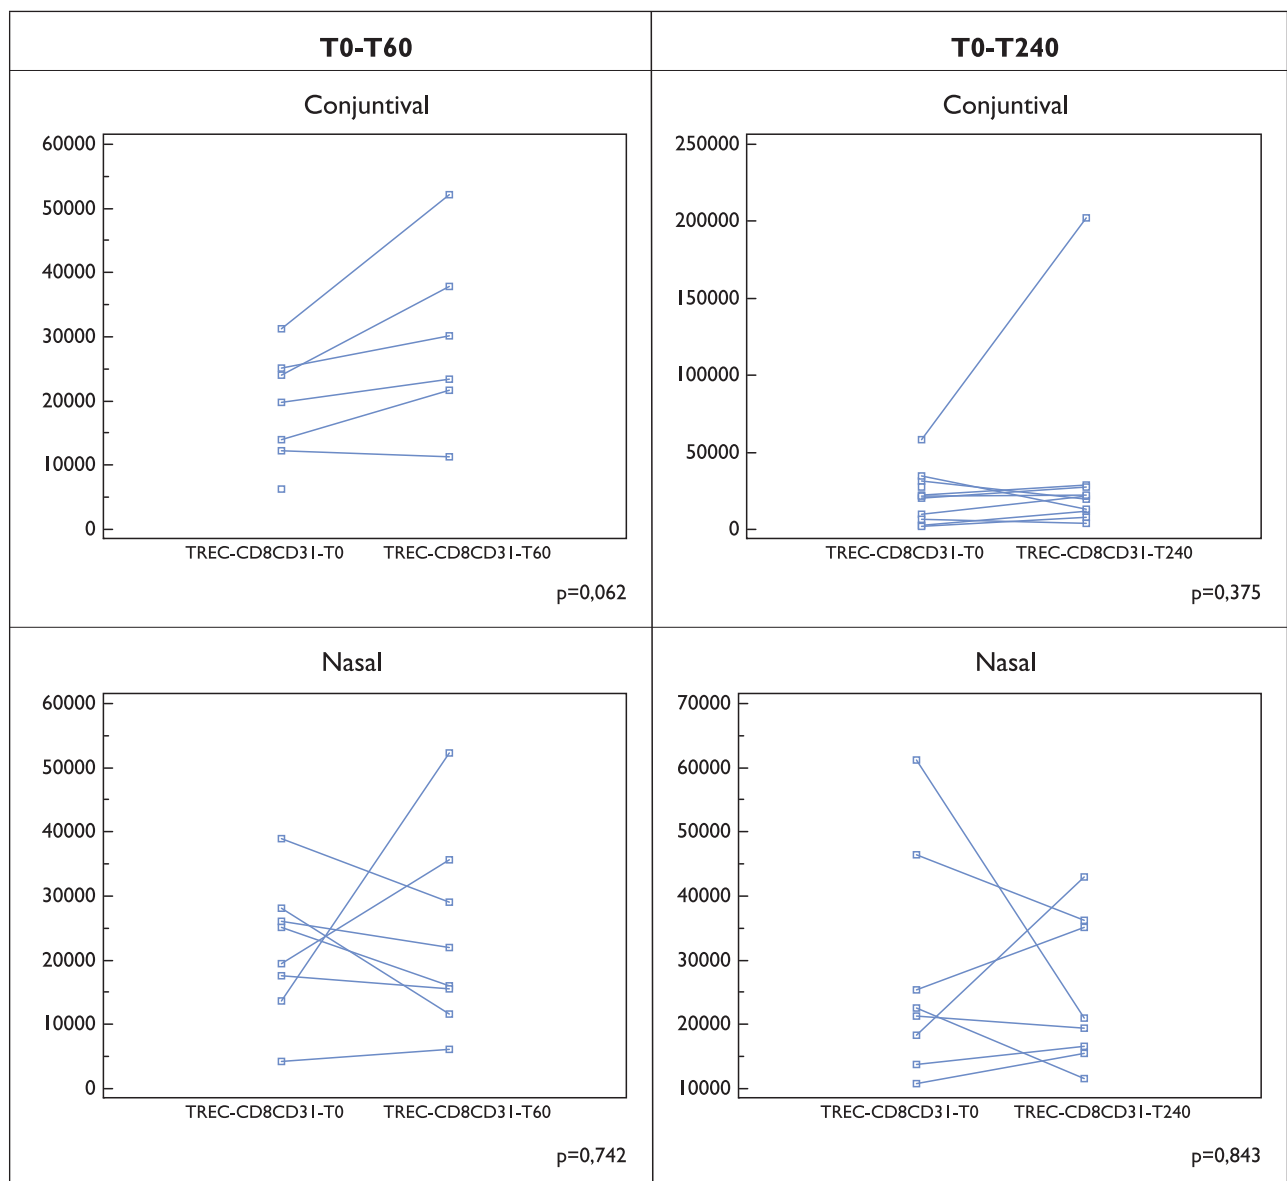 T0-T60
T0-T240
Conjuntival
60000
50000
40000
30000
20000
10000
0
TREC-CD8CD31-T0
TREC-CD8CD31-T60
p=0,062
Conjuntival
250000
200000
150000
100000
50000
0
TREC-CD8CD31-T0
TREC-CD8CD31-T240
p=0,375
Nasal
60000
50000
40000
30000
20000
10000
0
TREC-CD8CD31-T0
TREC-CD8CD31-T60
p=0,742
Nasal
70000
60000
50000
40000
30000
20000
10000
TREC-CD8CD31-T0
TREC-CD8CD31-T240
p=0,843